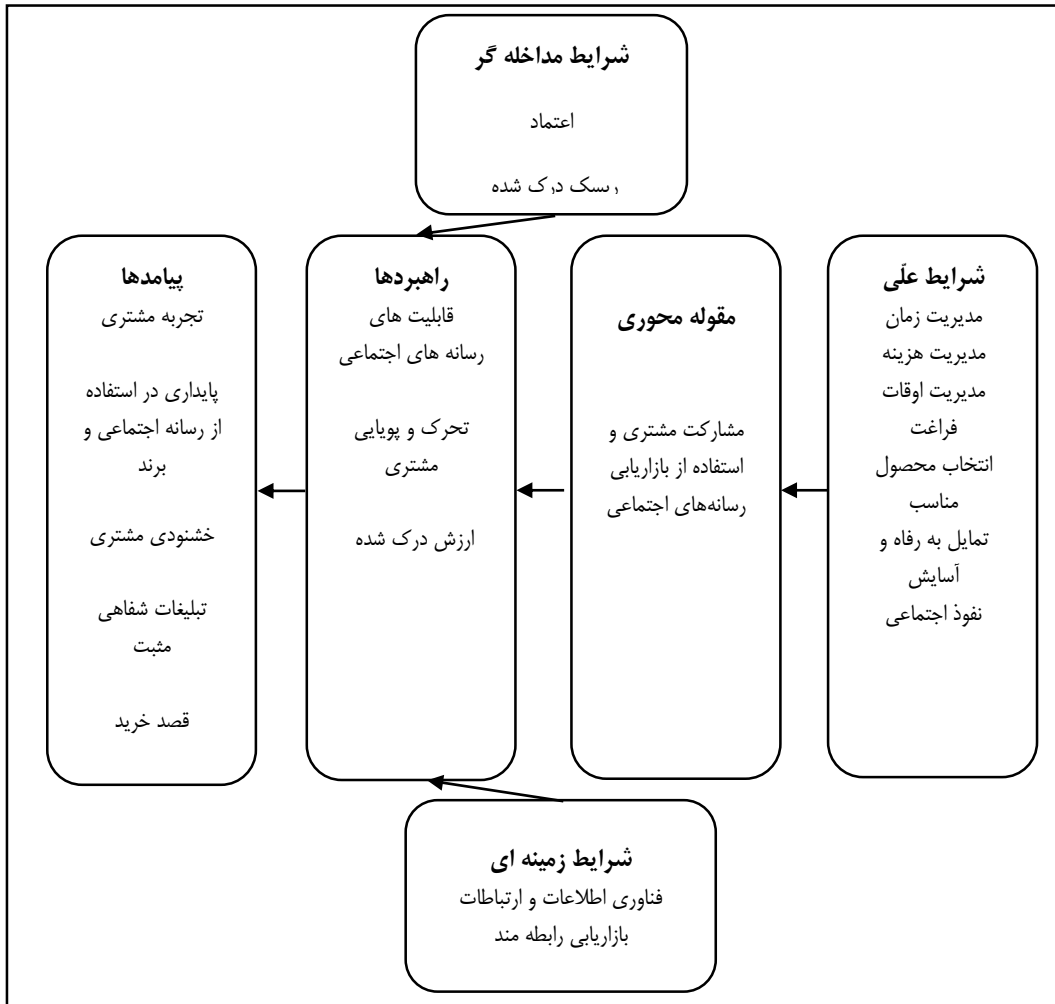 شرایط مداخله گر
اعتماد
ریسک درک شده
شرایط علّی
مدیریت زمان
مدیریت هزینه
مدیریت اوقات
فراغت
انتخاب محصول
مناسب
تمایل به رفاه و
آسایش
نفوذ اجتماعی
مقوله محوری
مشارکت مشتری و
استفاده از بازاریابی
رسانه‌های اجتماعی
راهبردها
قابلیت های
رسانه های اجتماعی
تحرک و پویایی
مشتری
ارزش درک شده
پیامدها
تجربه مشتری
پایداری در استفاده
از رسانه اجتماعی و
برند
خشنودی مشتری
تبلیغات شفاهی
مثبت
قصد خرید
شرایط زمینه ای
فناوری اطلاعات و ارتباطات
بازاریابی رابطه مند